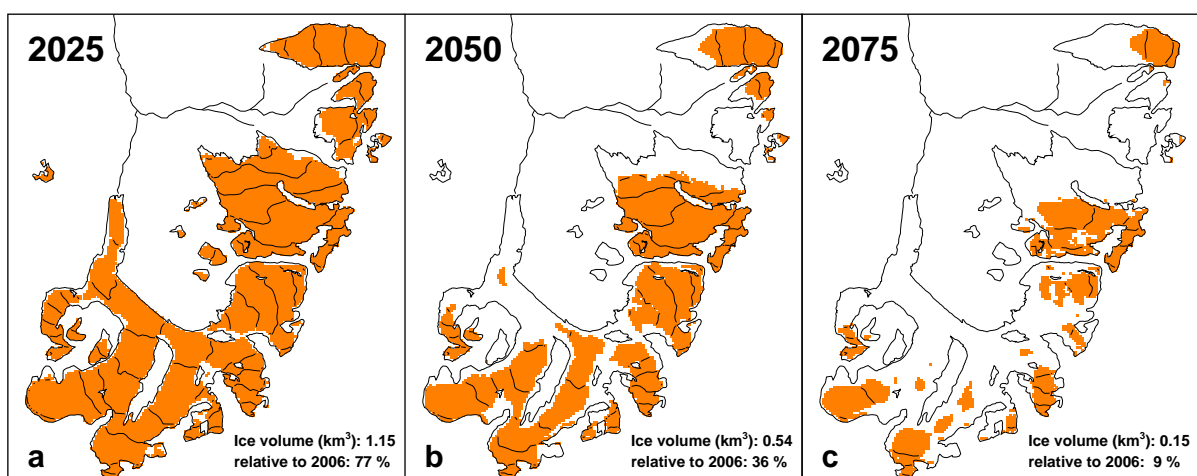 2025
Ice volume (km³): 1.15
a
relative to 2006: 77 %
2050
Ice volume (km³): 0.54
b
relative to 2006: 36 %
2075
Ice volume (km³): 0.15
c
relative to 2006: 9 %